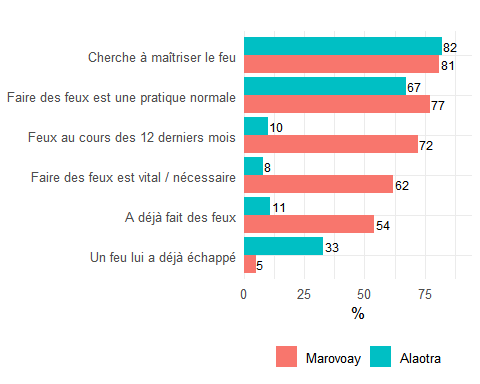 Cherche à maîtriser le feu
82
81
Faire des feux est une pratique normale
67
77
Feux au cours des 12 derniers mois
10
72
Faire des feux est vital / nécessaire
8
62
A déjà fait des feux
11
54
Un feu lui a déjà échappé
33
5
0 25 50 75
%
Marovoay Alaotra